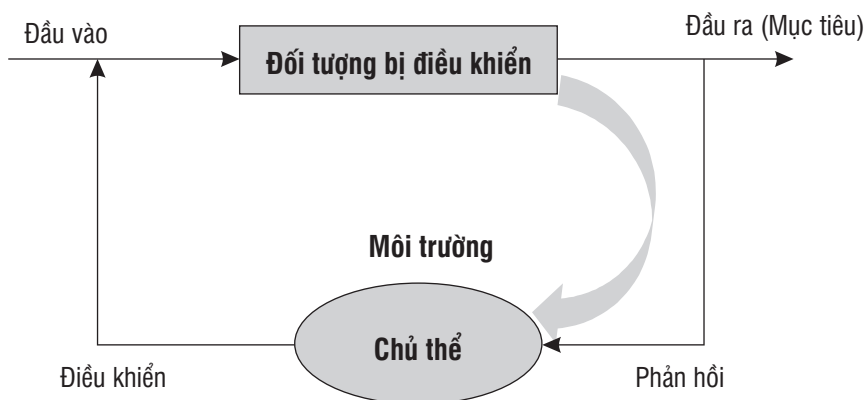 Đầu vào
Đối tượng bị điều khiển
Đầu ra (Mục tiêu)
Môi trường
Chủ thể
Điều khiển
Phản hồi